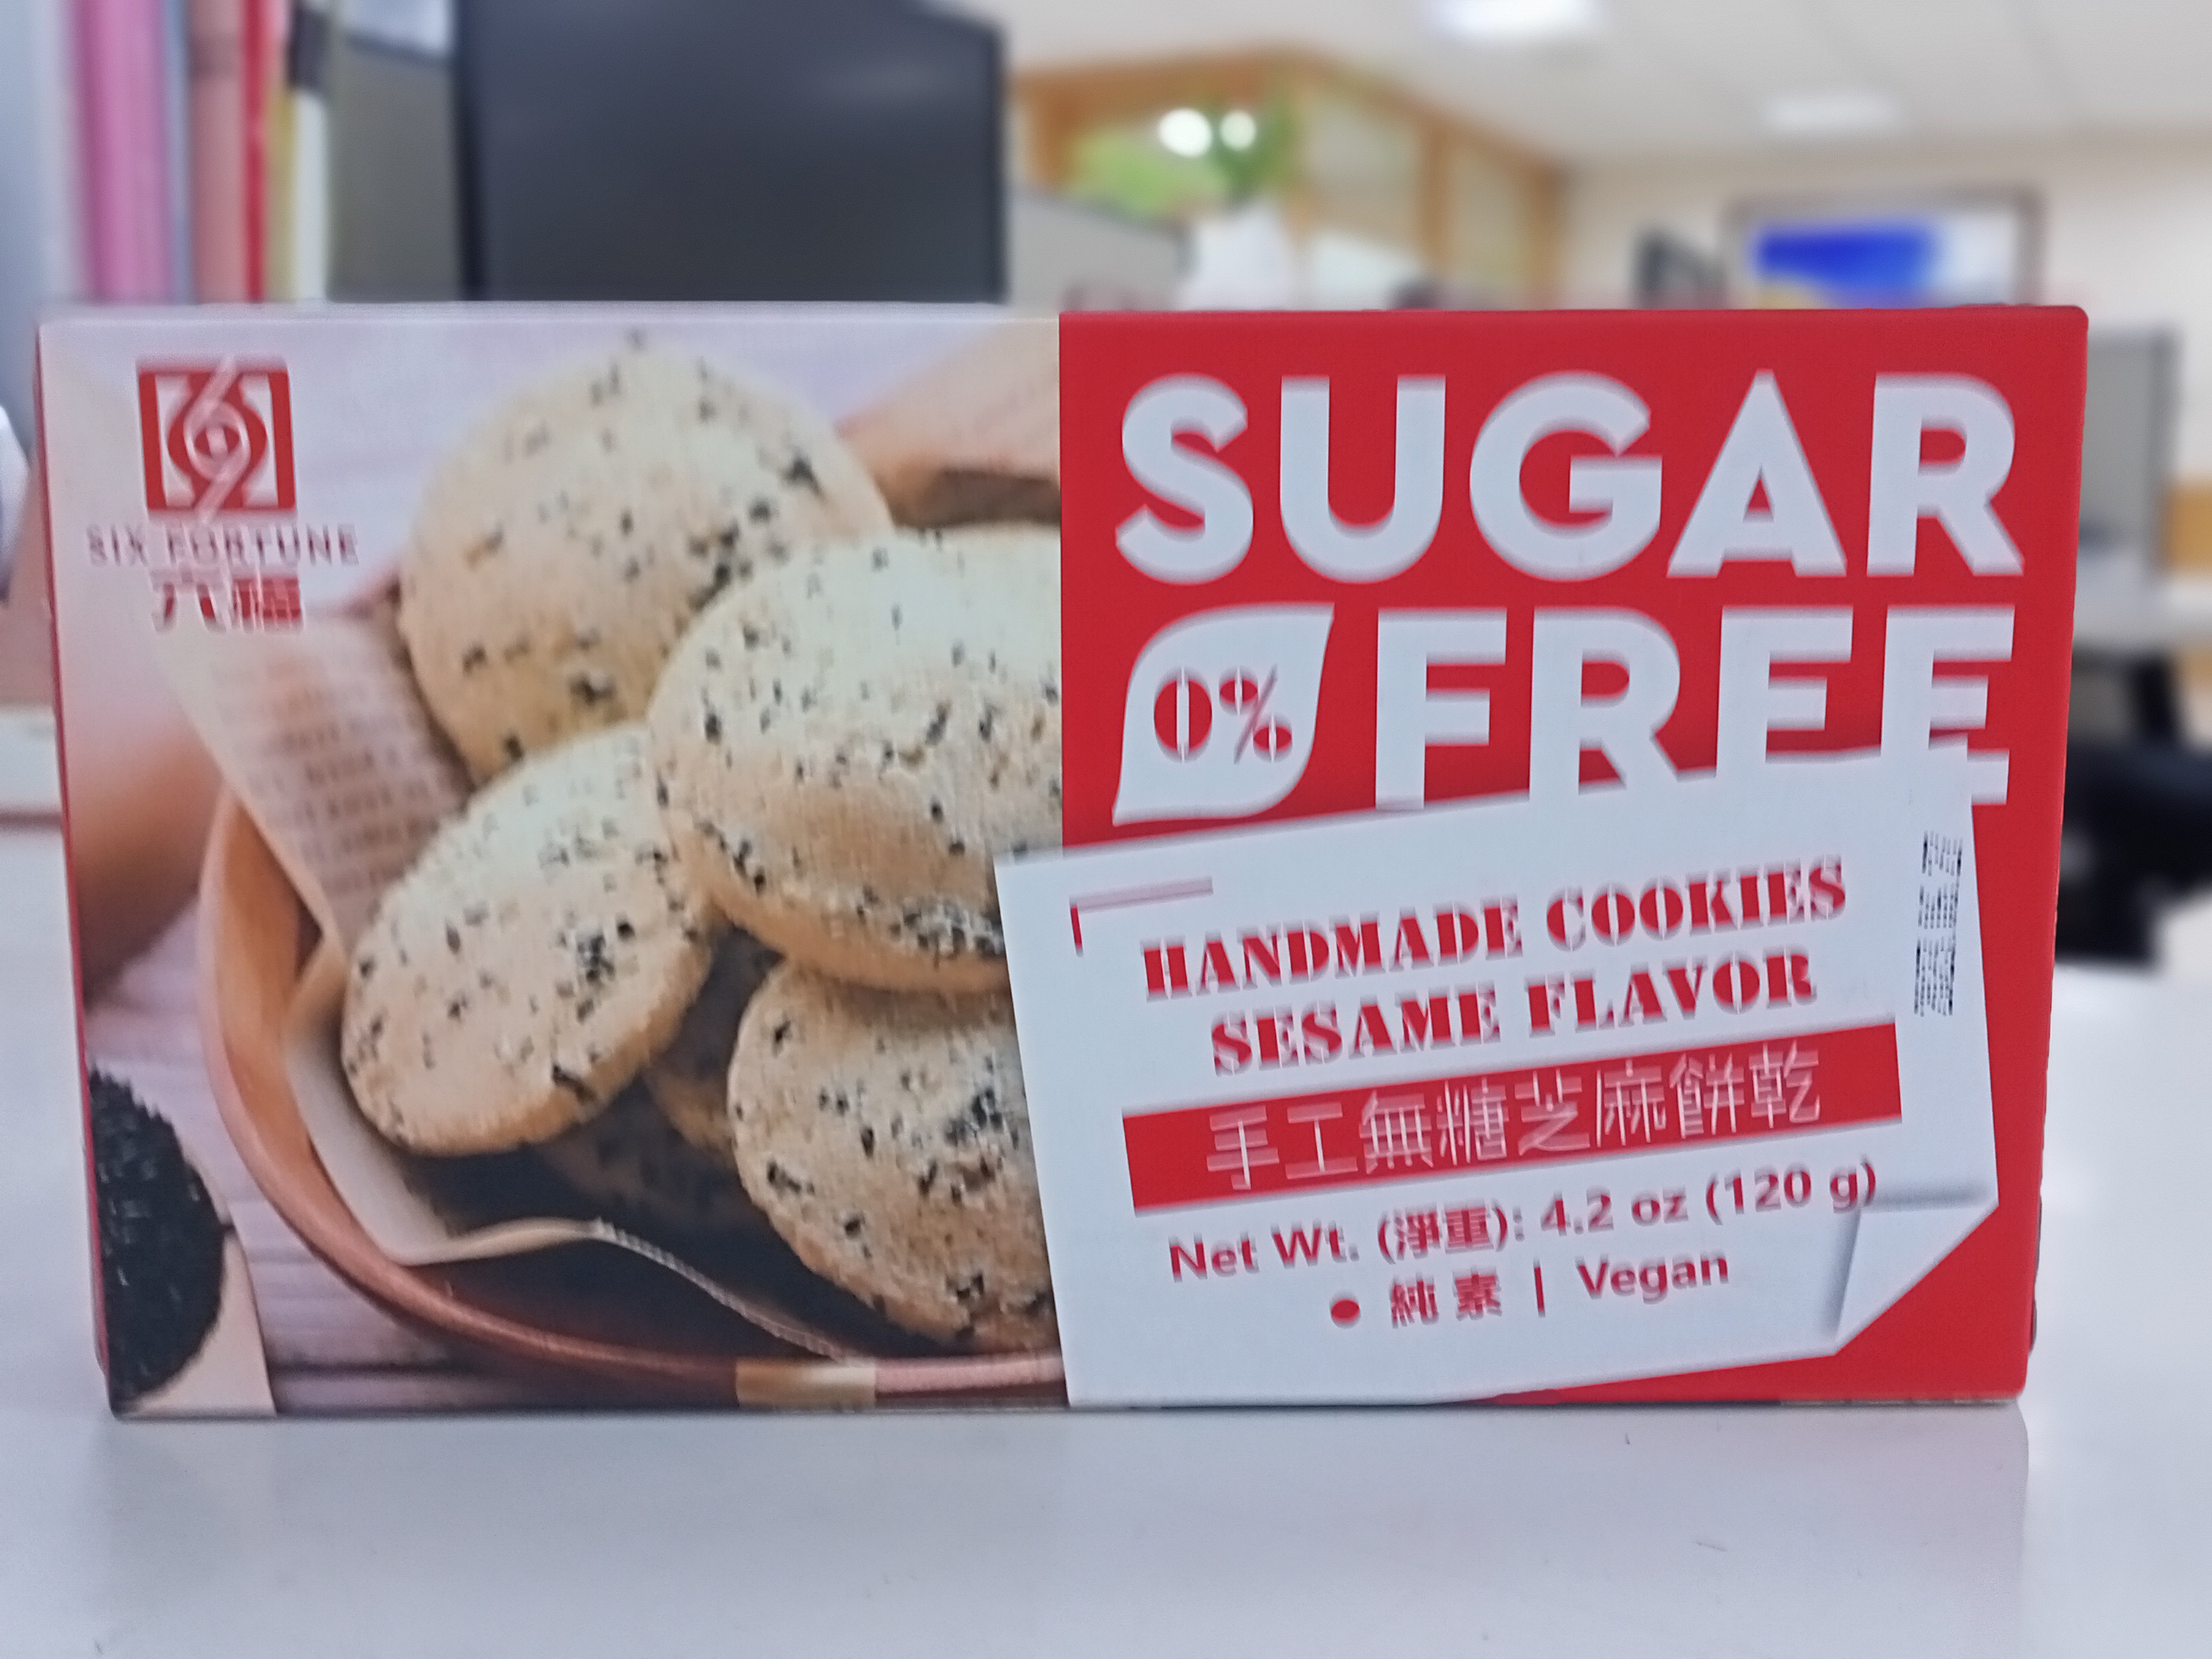 SIX FORTUNE
六福
SUGAR
0% FREE
HANDMADE COOKIES
SESAME FLAVOR
手工無糖芝麻餅乾
Net Wt. (淨重): 4.2 oz (120 g)
● 純素 | Vegan